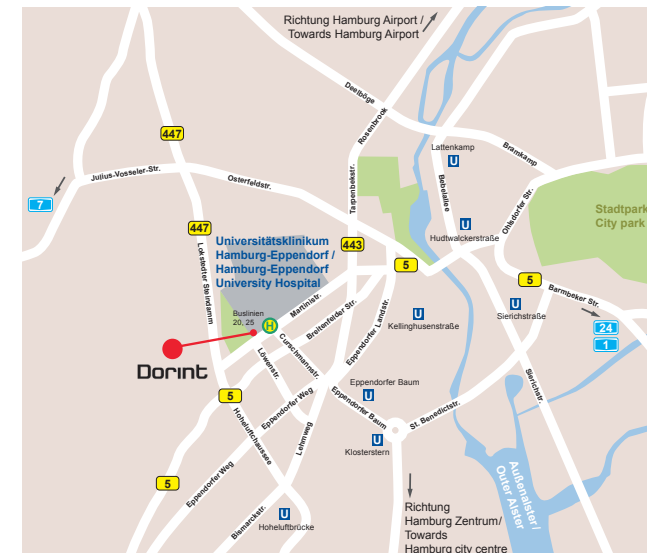 Richtung Hamburg Airport /
Towards Hamburg Airport
Deelböge
Rosenbrook
447
Lattenkamp
U
Bramkamp
Julius-Vosseler-Str.
Osterfeldstr.
Tarpenbekstr.
Bebelallee
7
Ohlsdorfer Str.
Stadtpark
City park
447
U
Hudtwalckerstraße
Lokstedter Steindamm
Universitätsklinikum
Hamburg-Eppendorf /
Hamburg-Eppendorf
University Hospital
443
5
5
Barmbeker Str.
Martinistr.
Breitenfelder Str.
Eppendorfer Landstr.
U
Kellinghusenstraße
U
Sierichstraße
Buslinien
20, 25
H
24
1
Dorint
Löwenstr.
Curschmannstr.
Sierichstr.
Eppendorfer Baum
U
5
Eppendorfer Weg
Eppendorfer Baum
St. Benedictstr.
Hoheluftchaussee
Lehmweg
U
Klosterstern
5
Eppendorfer Weg
Außenalster /
Outer Alster
Bismarckstr.
U
Hoheluftbrücke
Richtung
Hamburg Zentrum/
Towards
Hamburg city centre